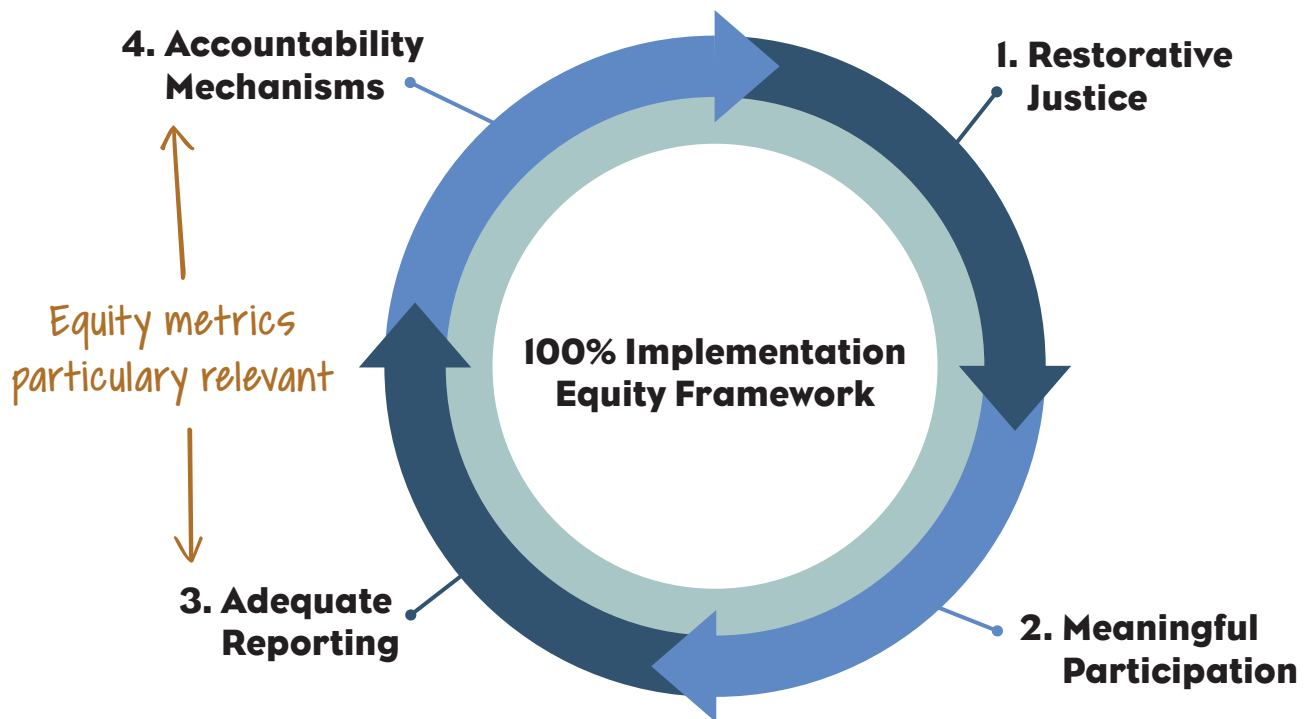 4. Accountability
Mechanisms
1. Restorative
Justice
Equity metrics
particulary relevant
100% Implementation
Equity Framework
3. Adequate
Reporting
2. Meaningful
Participation